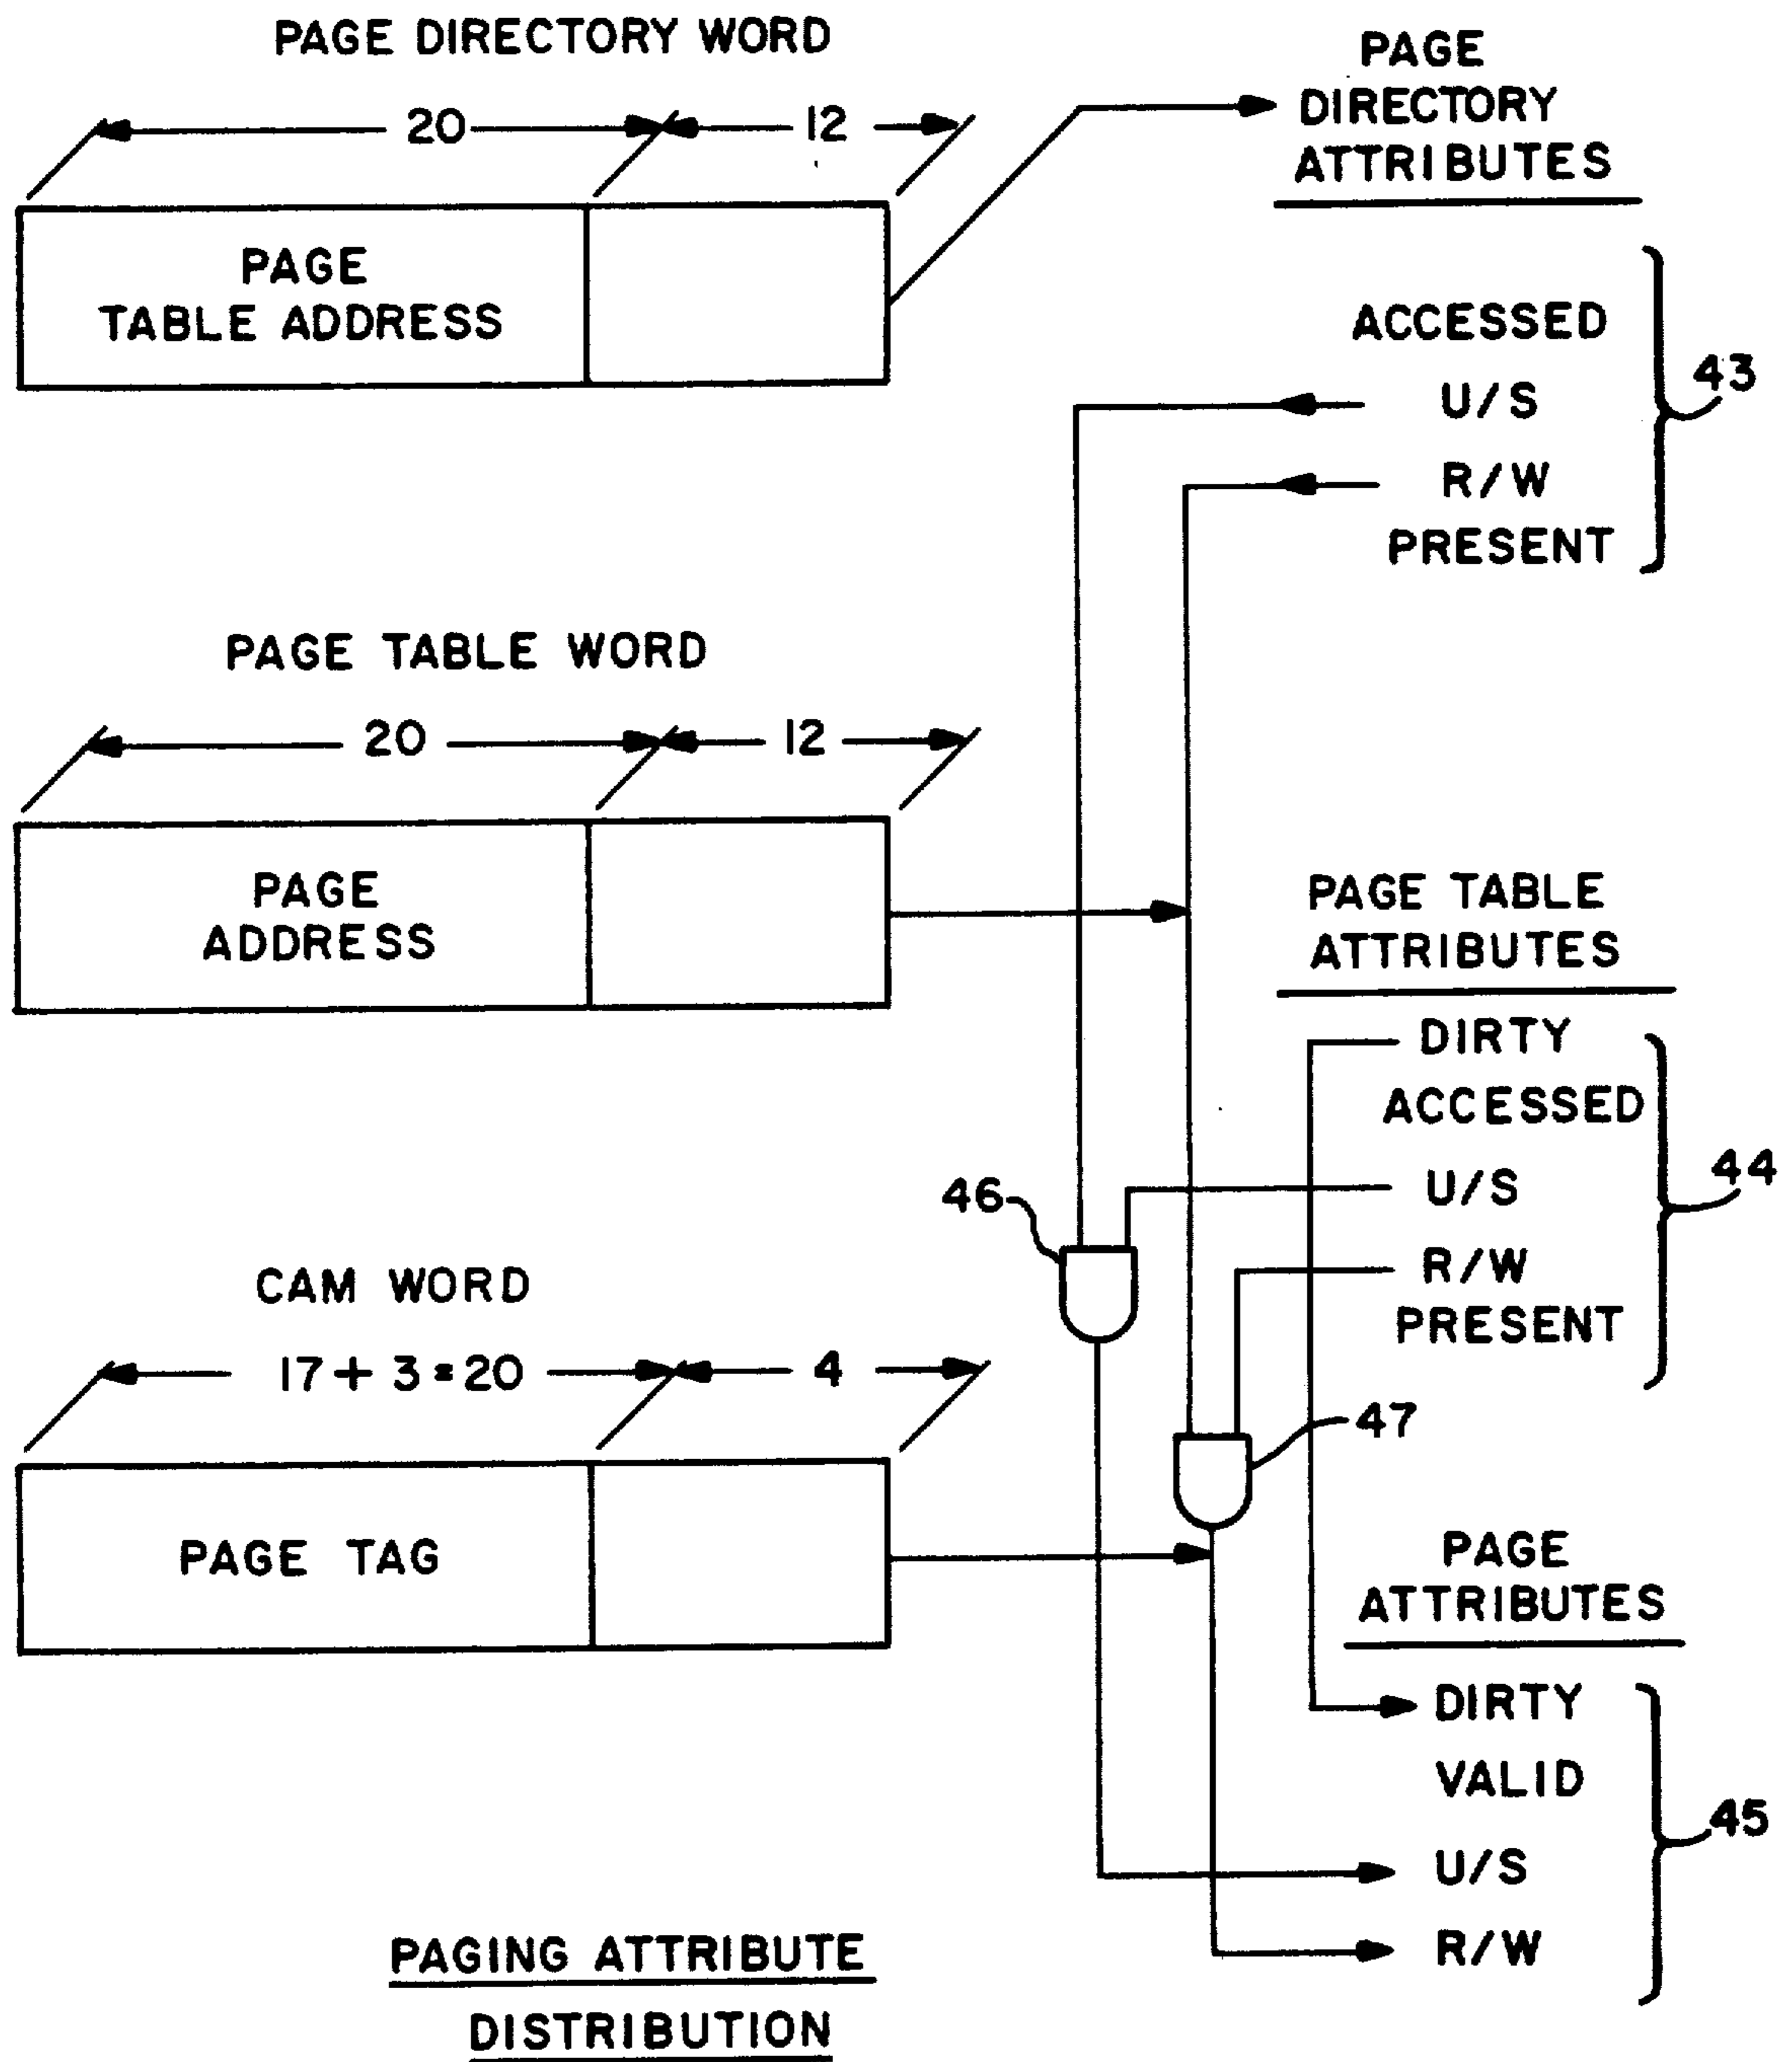 PAGE DIRECTORY WORD
20
12
PAGE
TABLE ADDRESS
PAGE
DIRECTORY
ATTRIBUTES
ACCESSED
U/S
R/W
PRESENT
43
PAGE TABLE WORD
20
12
PAGE
ADDRESS
PAGE TABLE
ATTRIBUTES
DIRTY
ACCESSED
U/S
R/W
PRESENT
44
46
47
CAM WORD
17 + 3 = 20
4
PAGE TAG
PAGE
ATTRIBUTES
DIRTY
VALID
U/S
R/W
45
PAGING ATTRIBUTE
DISTRIBUTION